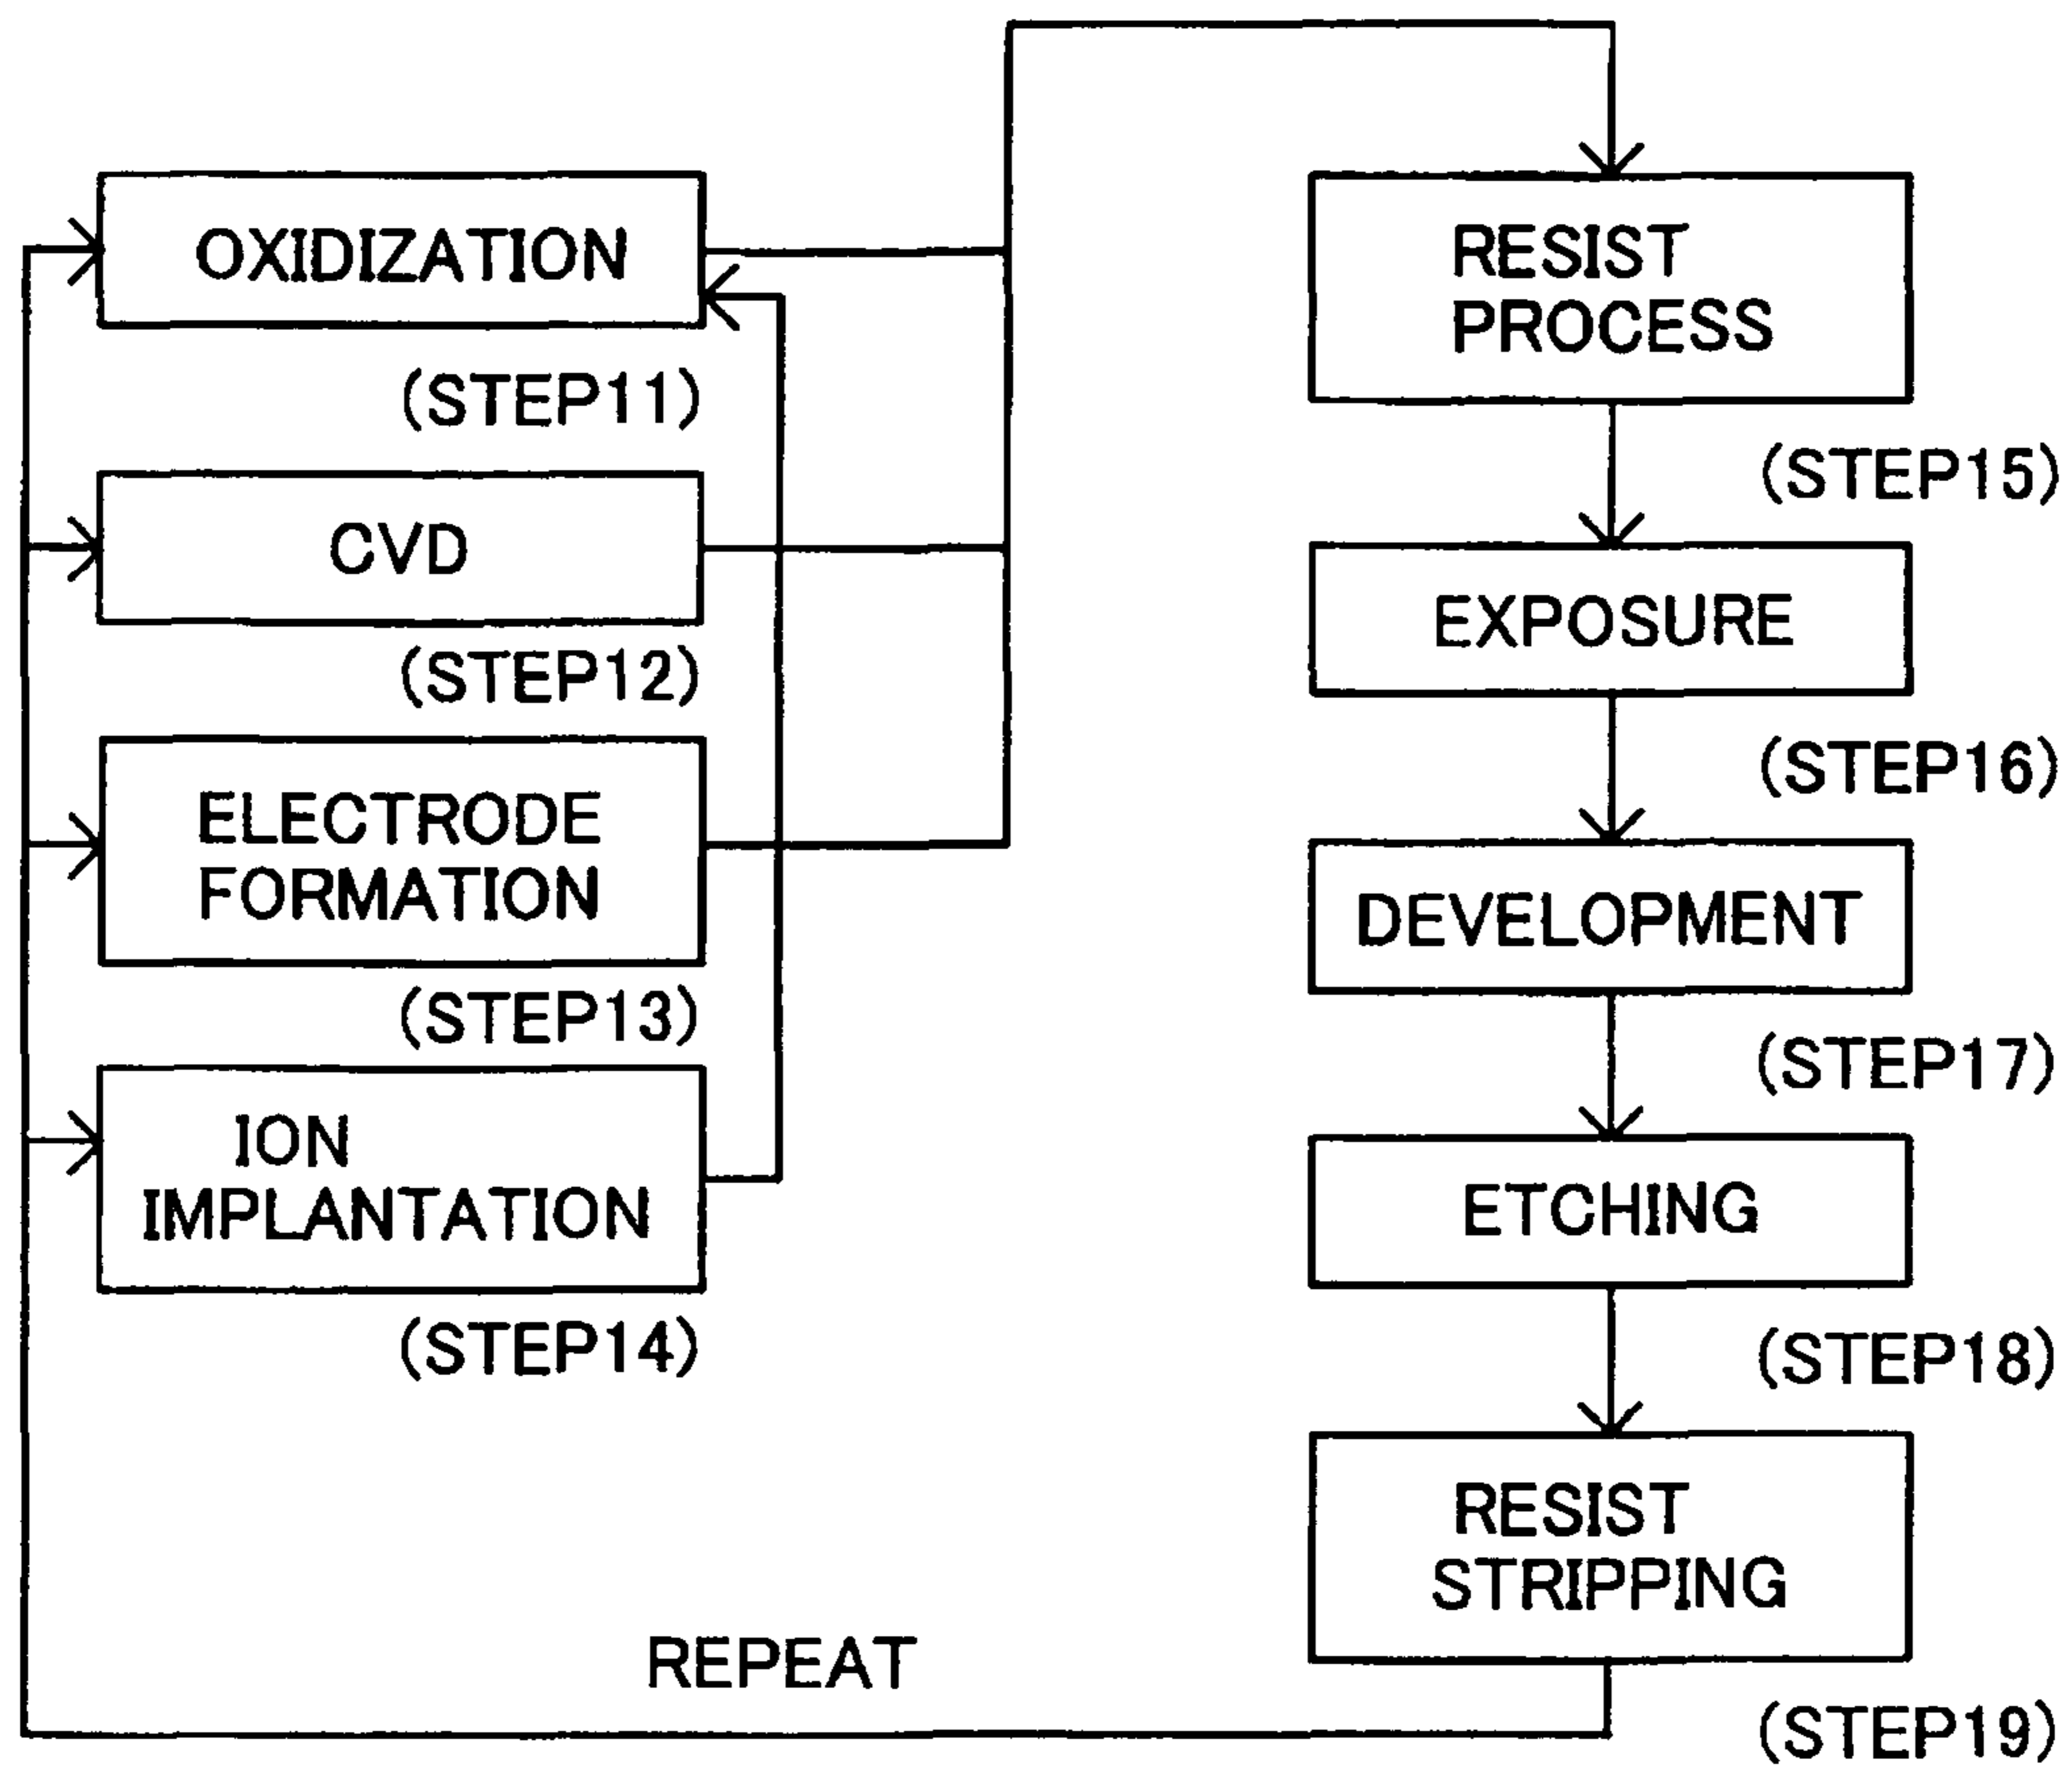 OXIDIZATION
(STEP11)
CVD
(STEP12)
ELECTRODE
FORMATION
(STEP13)
ION
IMPLANTATION
(STEP14)
RESIST
PROCESS
(STEP15)
EXPOSURE
(STEP16)
DEVELOPMENT
(STEP17)
ETCHING
(STEP18)
RESIST
STRIPPING
(STEP19)
REPEAT